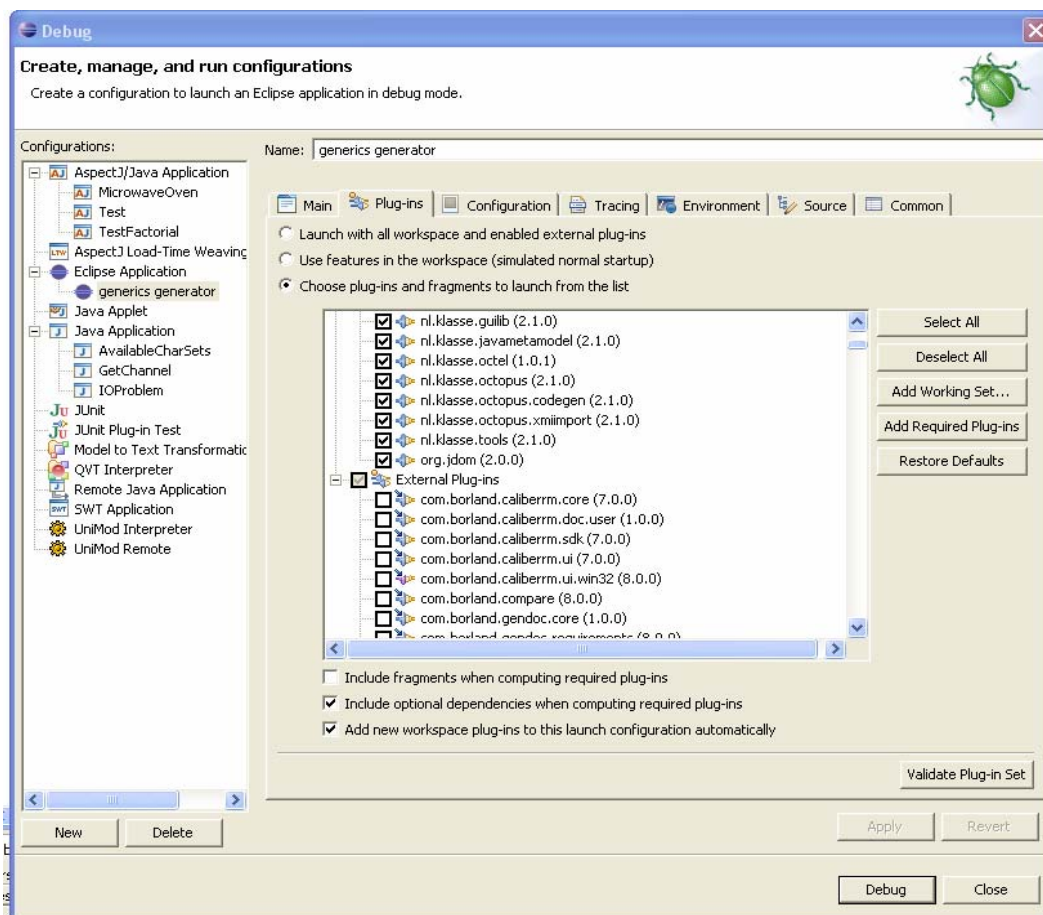 Debug
Create, manage, and run configurations
Create a configuration to launch an Eclipse application in debug mode.
Configurations:
AspectJ/Java Application
MicrowaveOven
Test
TestFactorial
AspectJ Load-Time Weaving
Eclipse Application
generics generator
Java Applet
Java Application
AvailableCharSets
GetChannel
IOProblem
JUnit
JUnit Plug-in Test
Model to Text Transformatic
QVT Interpreter
Remote Java Application
SWT Application
UniMod Interpreter
UniMod Remote
New Delete
Name: generics generator
Main Plug-ins Configuration Tracing Environment Source Common
Launch with all workspace and enabled external plug-ins
Use features in the workspace (simulated normal startup)
Choose plug-ins and fragments to launch from the list
nl.klasse.guilib (2.1.0)
nl.klasse.javametamodel (2.1.0)
nl.klasse.octel (1.0.1)
nl.klasse.octopus (2.1.0)
nl.klasse.octopus.codegen (2.1.0)
nl.klasse.octopus.xmiimport (2.1.0)
nl.klasse.tools (2.1.0)
org.jdom (2.0.0)
External Plug-ins
com.borland.caliberrm.core (7.0.0)
com.borland.caliberrm.doc.user (1.0.0)
com.borland.caliberrm.sdk (7.0.0)
com.borland.caliberrm.ui (7.0.0)
com.borland.caliberrm.ui.win32 (8.0.0)
com.borland.compare (8.0.0)
com.borland.gendoc.core (1.0.0)
com.borland.gendoc.requirements (8.0.0)
Select All
Deselect All
Add Working Set...
Add Required Plug-ins
Restore Defaults
Include fragments when computing required plug-ins
Include optional dependencies when computing required plug-ins
Add new workspace plug-ins to this launch configuration automatically
Validate Plug-in Set
Apply Revert
Debug Close